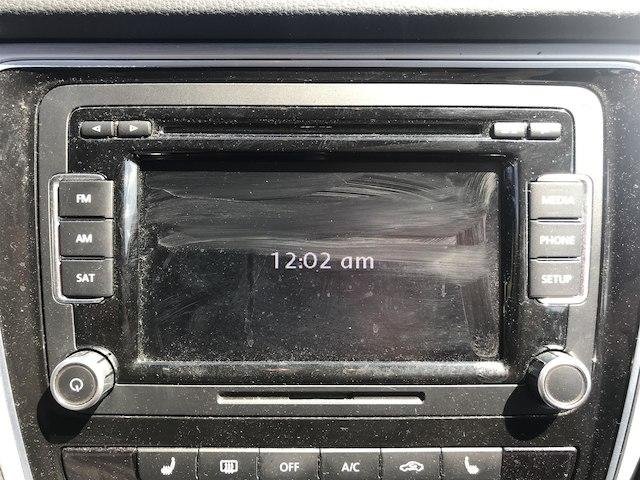 FM
MEDIA
AM
PHONE
SAT
SETUP
12:02 am
OFF
A/C